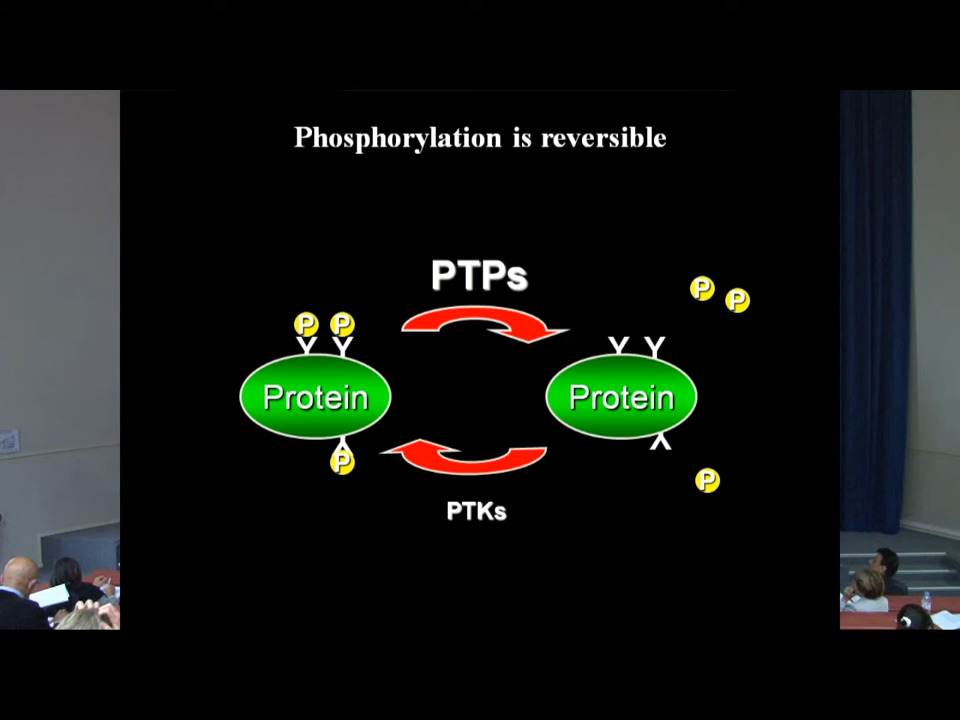 Phosphorylation is reversible
PTPs
P P
P P
Y Y
Y Y
Protein
Protein
Y
Y
P
P
PTKs